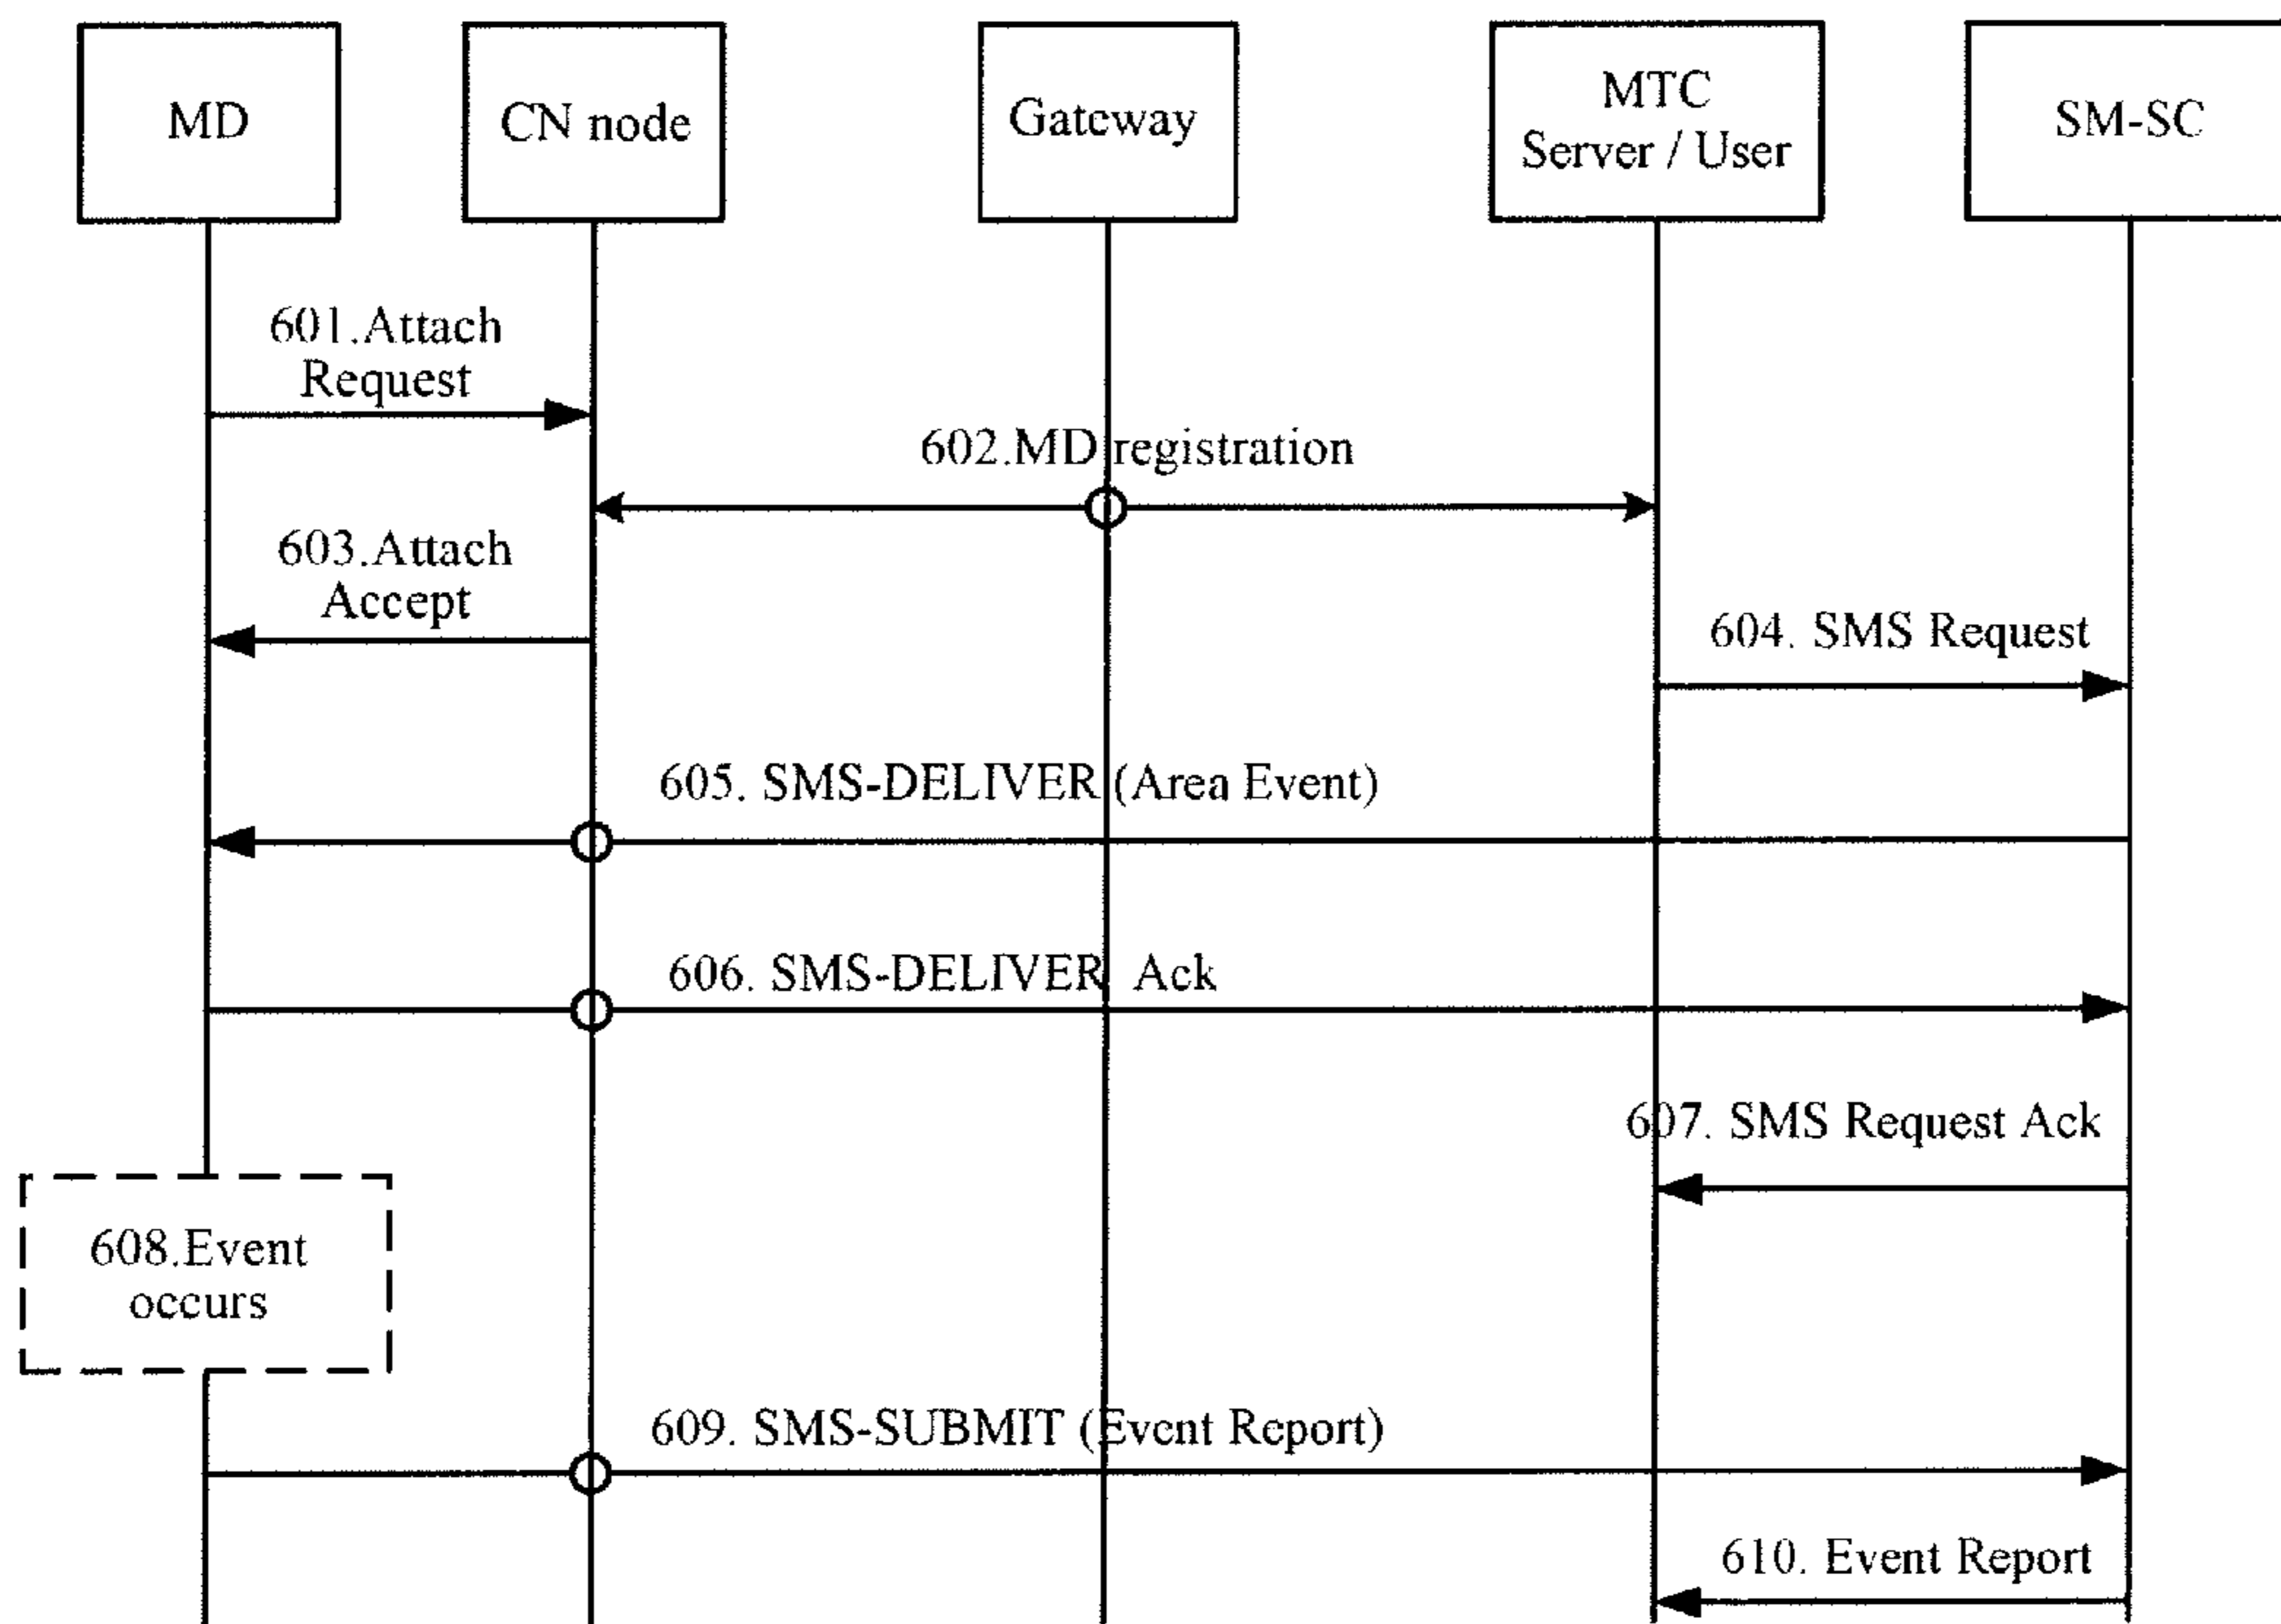 MD
CN node
Gateway
MTC
Server / User
SM-SC
601.Attach
Request
602.MD registration
603.Attach
Accept
604. SMS Request
605. SMS-DELIVER (Area Event)
606. SMS-DELIVER Ack
607. SMS Request Ack
608.Event
occurs
609. SMS-SUBMIT (Event Report)
610. Event Report